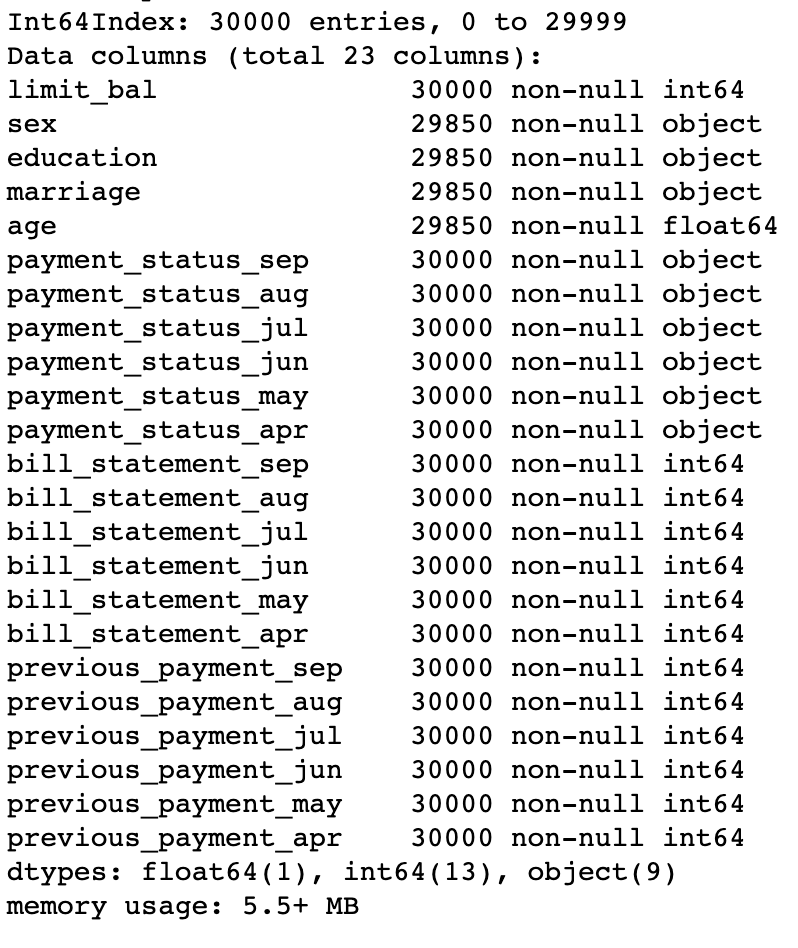 Int64Index: 30000 entries, 0 to 29999
Data columns (total 23 columns):
limit_bal               30000 non-null int64
sex                     29850 non-null object
education               29850 non-null object
marriage                29850 non-null object
age                     29850 non-null float64
payment_status_sep      30000 non-null object
payment_status_aug      30000 non-null object
payment_status_jul      30000 non-null object
payment_status_jun      30000 non-null object
payment_status_may      30000 non-null object
payment_status_apr      30000 non-null object
bill_statement_sep      30000 non-null int64
bill_statement_aug      30000 non-null int64
bill_statement_jul      30000 non-null int64
bill_statement_jun      30000 non-null int64
bill_statement_may      30000 non-null int64
bill_statement_apr      30000 non-null int64
previous_payment_sep    30000 non-null int64
previous_payment_aug    30000 non-null int64
previous_payment_jul    30000 non-null int64
previous_payment_jun    30000 non-null int64
previous_payment_may    30000 non-null int64
previous_payment_apr    30000 non-null int64
dtypes: float64(1), int64(13), object(9)
memory usage: 5.5+ MB